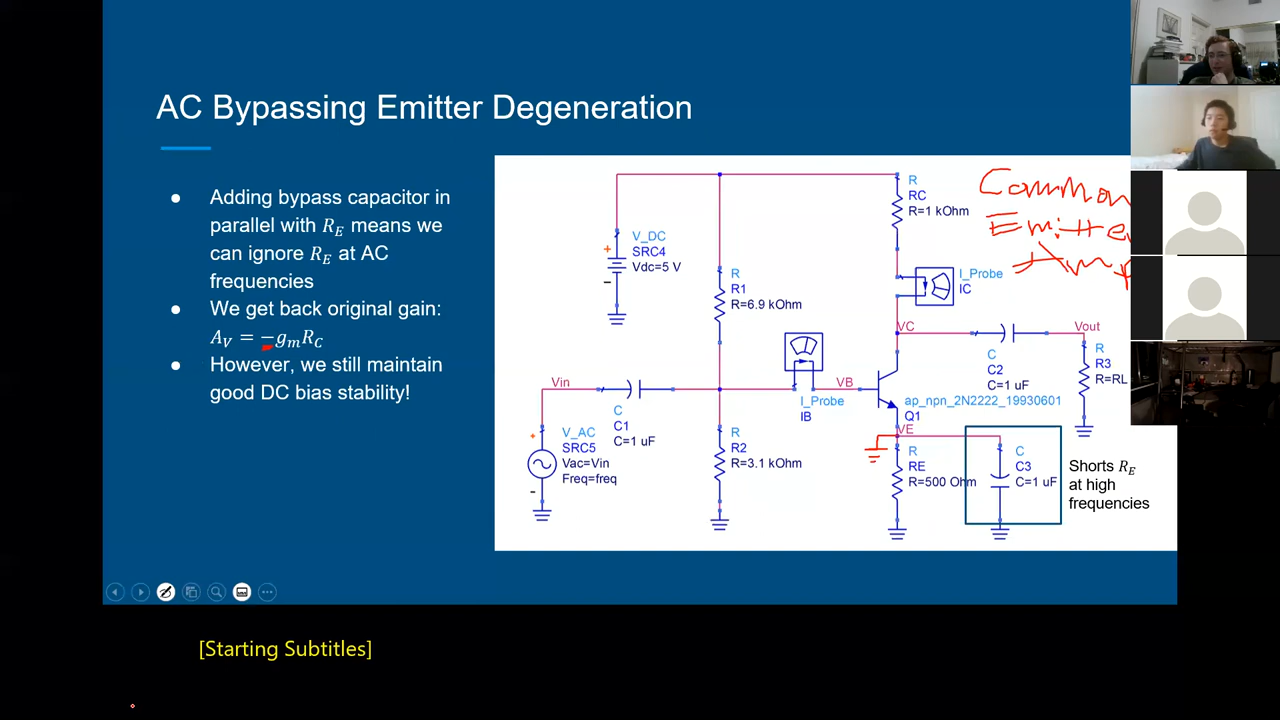 AC Bypassing Emitter Degeneration
● Adding bypass capacitor in
parallel with R_E means we
can ignore R_E at AC
frequencies
● We get back original gain:
A_V = −g_m R_C
● However, we still maintain
good DC bias stability!
R
RC
R=1 kOhm
Common
Emitte
Amp
+
V_DC
SRC4
Vdc=5 V
-
R
R1
R=6.9 kOhm
I_Probe
IC
VC
Vout
C
C2
C=1 uF
R
R3
R=RL
Vin
C
C1
C=1 uF
I_Probe
IB
VB
ap_npn_2N2222_19930601
Q1
VE
+
V_AC
SRC5
Vac=Vin
Freq=freq
-
R
R2
R=3.1 kOhm
R
RE
R=500 Ohm
C
C3
C=1 uF
Shorts R_E
at high
frequencies
[Starting Subtitles]